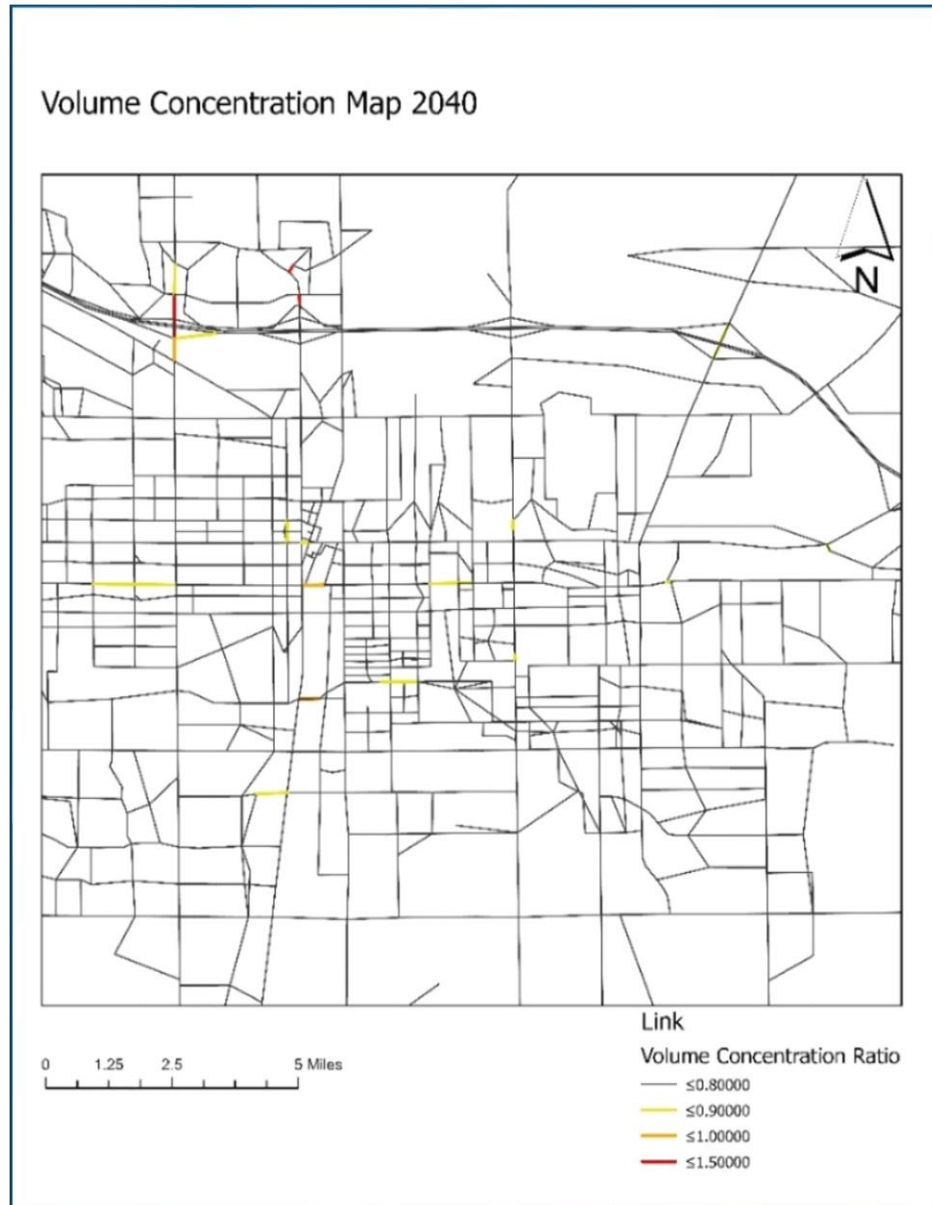 Volume Concentration Map 2040
N
Link
Volume Concentration Ratio
0 1.25 2.5 5 Miles
≤0.80000
≤0.90000
≤1.00000
≤1.50000